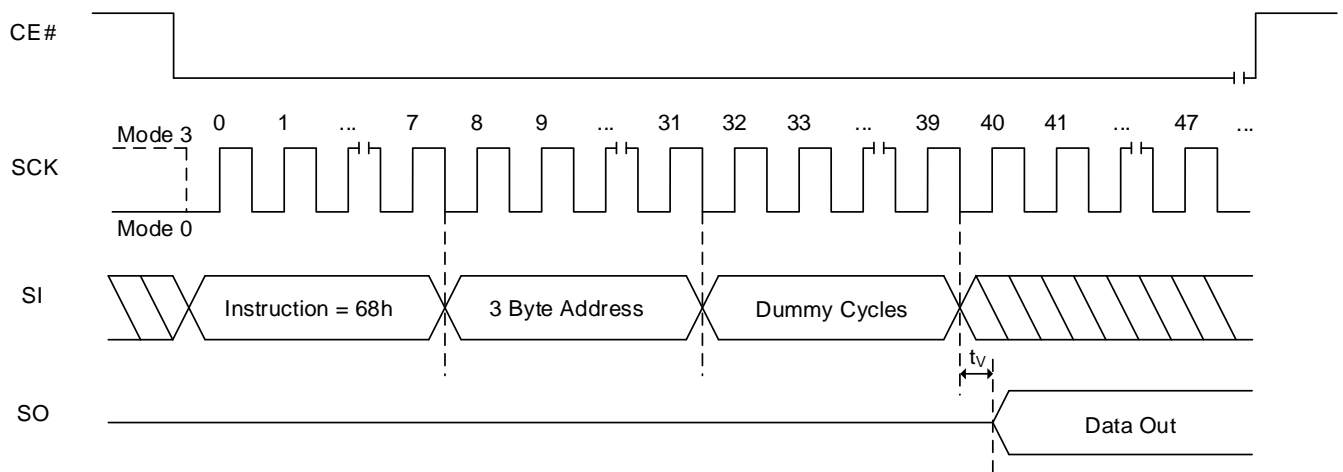 CE#
Mode 3
0 1 ... 7 8 9 ... 31 32 33 ... 39 40 41 ... 47 ...
SCK
Mode 0
SI
Instruction = 68h
3 Byte Address
Dummy Cycles
tV
SO
Data Out